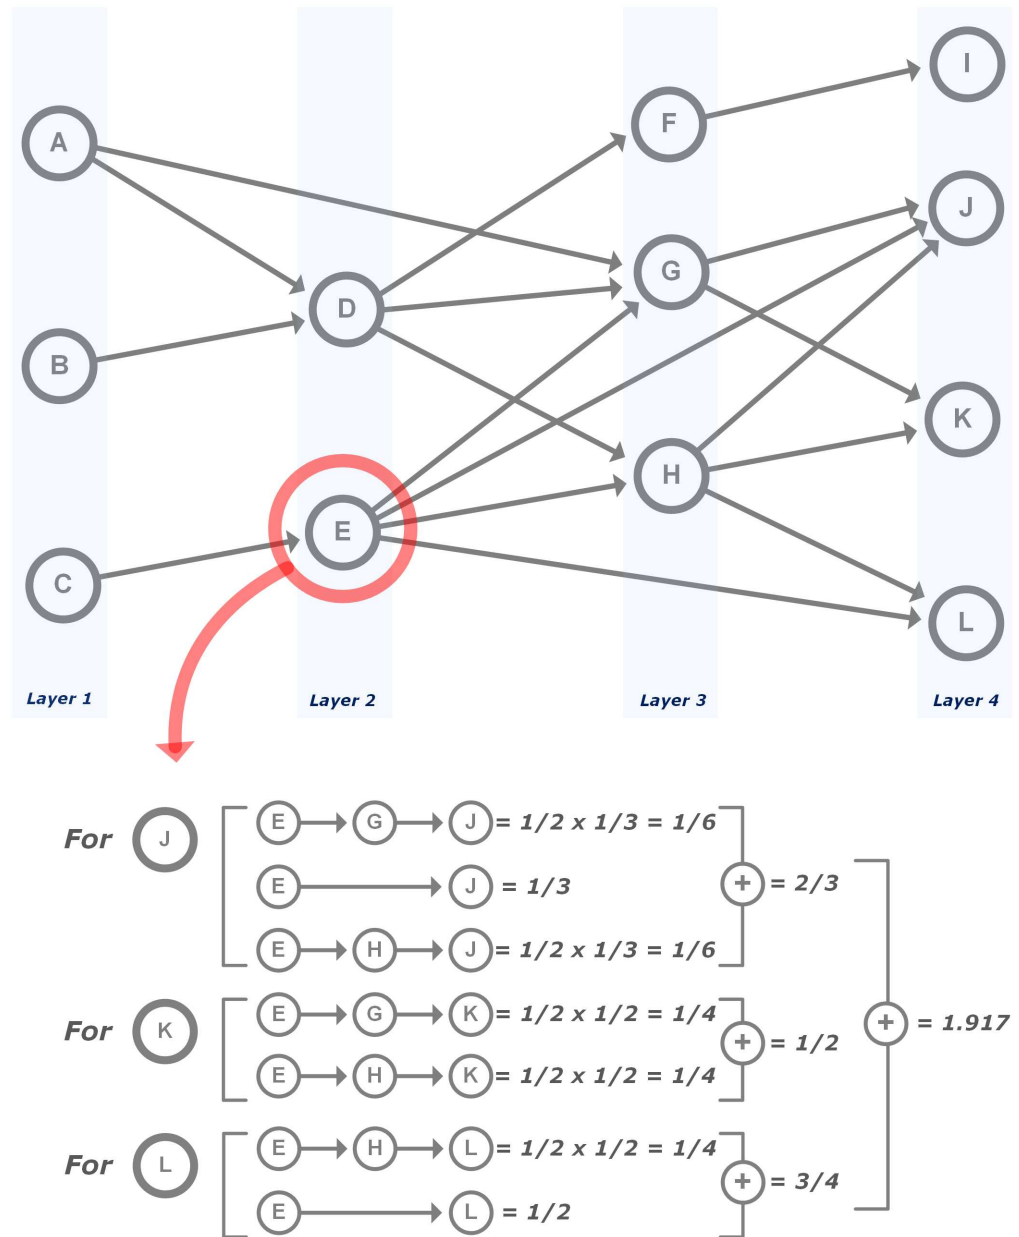 A
B
C
D
E
F
G
H
I
J
K
L
Layer 1
Layer 2
Layer 3
Layer 4
For J
E G J = 1/2 x 1/3 = 1/6
E J = 1/3
E H J = 1/2 x 1/3 = 1/6
+ = 2/3
For K
E G K = 1/2 x 1/2 = 1/4
E H K = 1/2 x 1/2 = 1/4
+ = 1/2
For L
E H L = 1/2 x 1/2 = 1/4
E L = 1/2
+ = 3/4
+ = 1.917